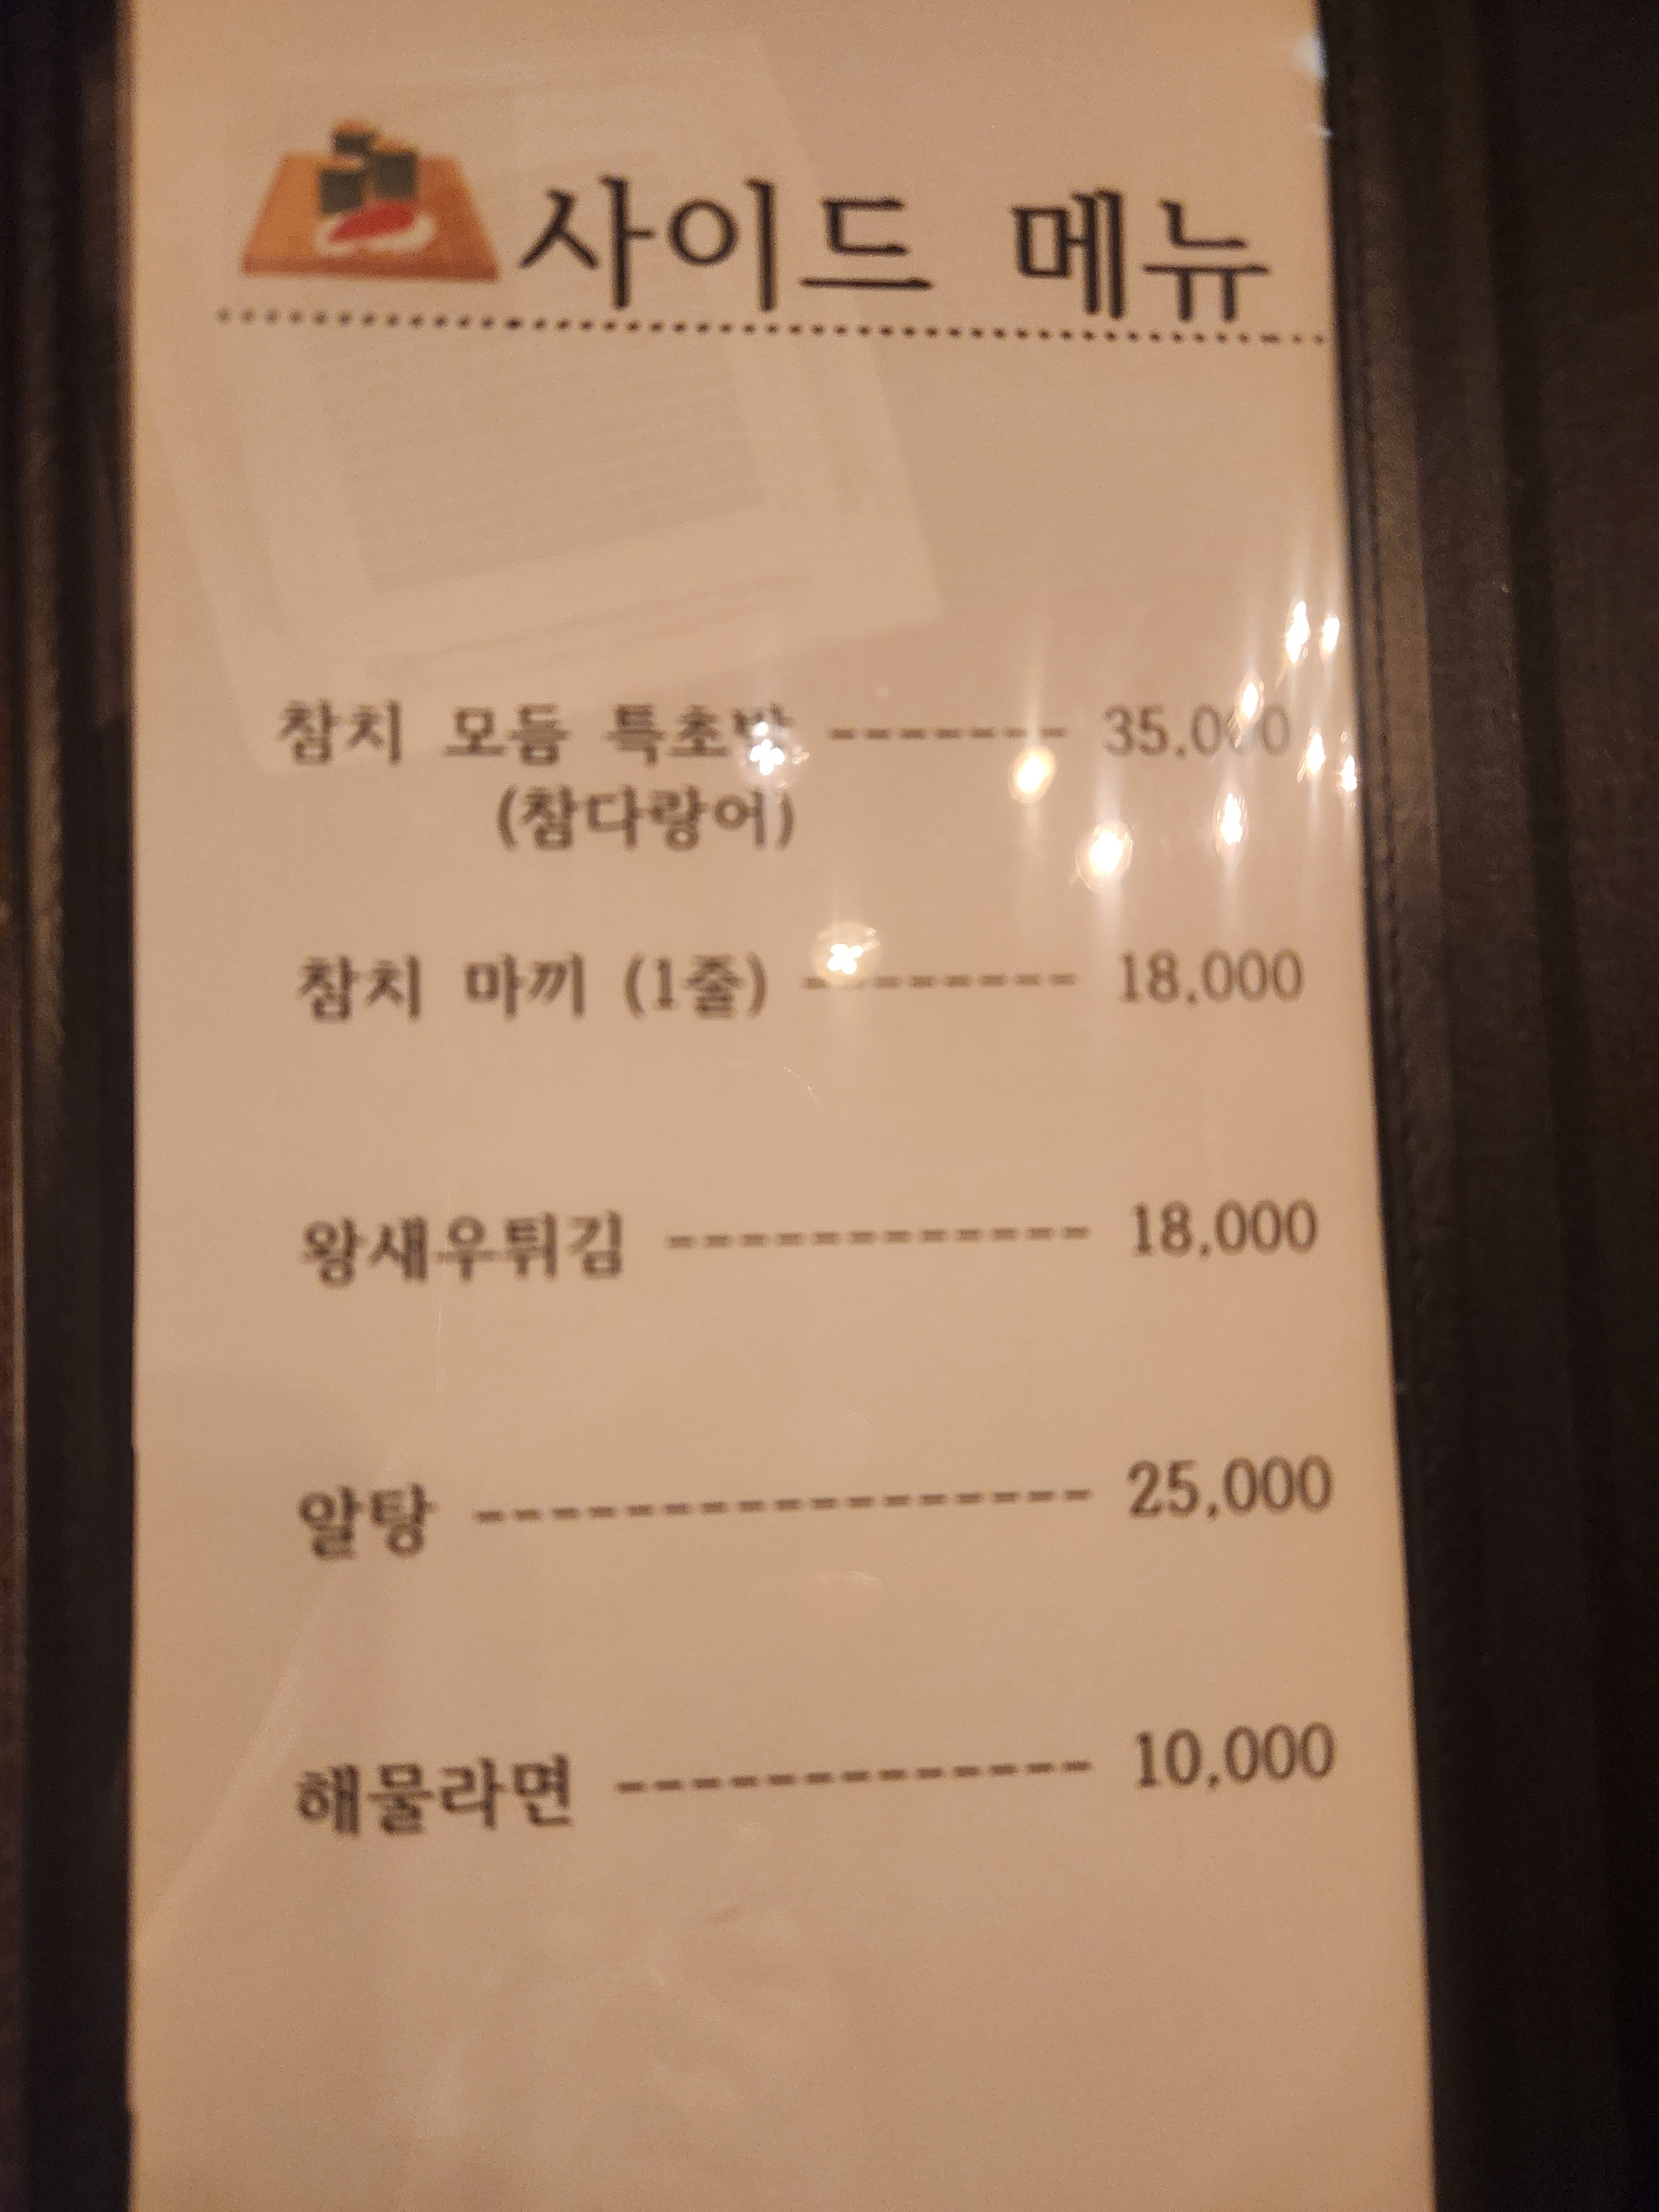 사이드 메뉴
참치 모듬 특초밥 ------- 35,000
(참다랑어)
참치 마끼 (1줄) -------- 18,000
왕새우튀김 ------------ 18,000
알탕 ------------------ 25,000
해물라면 ------------- 10,000